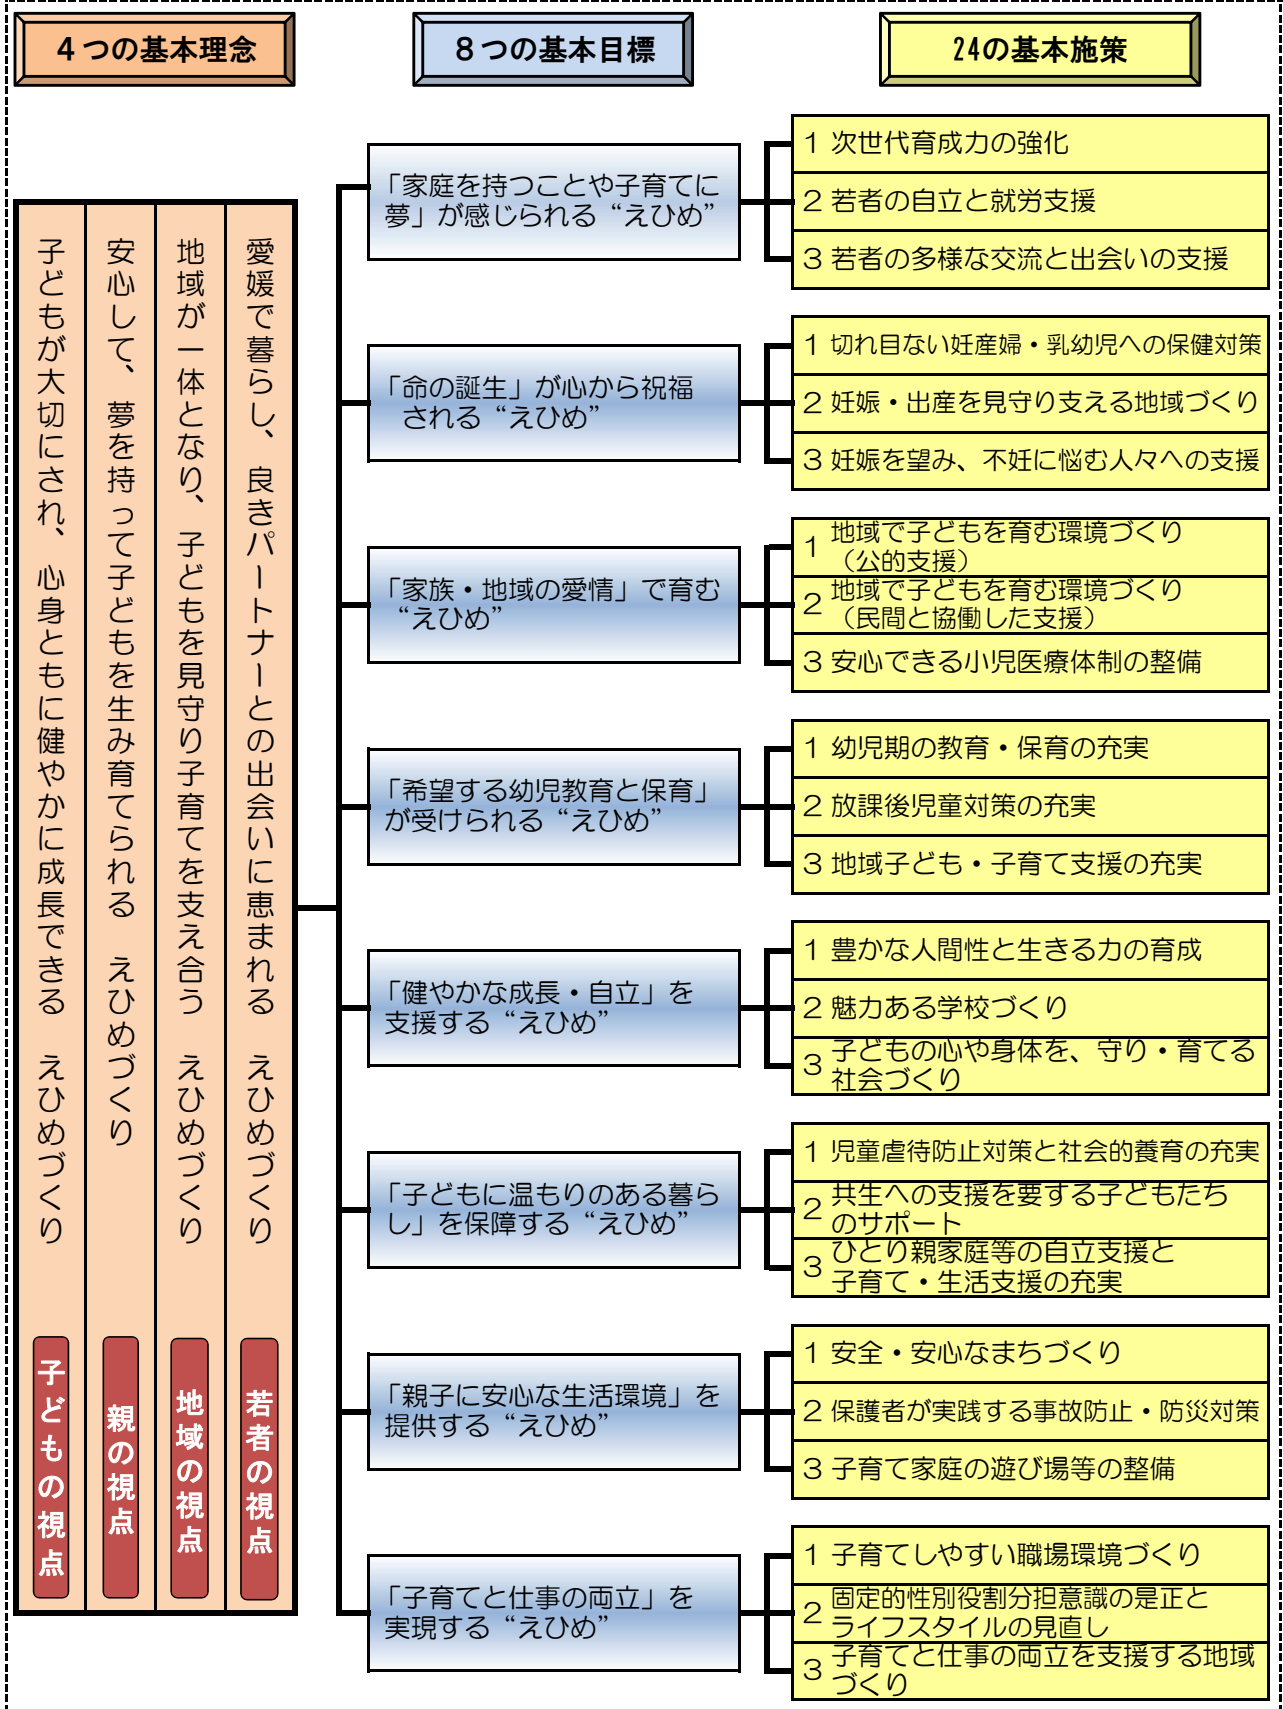 4つの基本理念
8つの基本目標
24の基本施策
愛媛で暮らし、良きパートナーとの出会いに恵まれる　えひめづくり
若者の視点
地域が一体となり、子どもを見守り子育てを支え合う　えひめづくり
地域の視点
安心して、夢を持って子どもを生み育てられる　えひめづくり
親の視点
子どもが大切にされ、心身ともに健やかに成長できる　えひめづくり
子どもの視点
「家庭を持つことや子育てに
夢」が感じられる“えひめ”
1 次世代育成力の強化
2 若者の自立と就労支援
3 若者の多様な交流と出会いの支援
「命の誕生」が心から祝福
される“えひめ”
1 切れ目ない妊産婦・乳幼児への保健対策
2 妊娠・出産を見守り支える地域づくり
3 妊娠を望み、不妊に悩む人々への支援
「家族・地域の愛情」で育む
“えひめ”
1 地域で子どもを育む環境づくり
（公的支援）
2 地域で子どもを育む環境づくり
（民間と協働した支援）
3 安心できる小児医療体制の整備
「希望する幼児教育と保育」
が受けられる“えひめ”
1 幼児期の教育・保育の充実
2 放課後児童対策の充実
3 地域子ども・子育て支援の充実
「健やかな成長・自立」を
支援する“えひめ”
1 豊かな人間性と生きる力の育成
2 魅力ある学校づくり
3 子どもの心や身体を、守り・育てる
社会づくり
「子どもに温もりのある暮ら
し」を保障する“えひめ”
1 児童虐待防止対策と社会的養育の充実
2 共生への支援を要する子どもたち
のサポート
3 ひとり親家庭等の自立支援と
子育て・生活支援の充実
「親子に安心な生活環境」を
提供する“えひめ”
1 安全・安心なまちづくり
2 保護者が実践する事故防止・防災対策
3 子育て家庭の遊び場等の整備
「子育てと仕事の両立」を
実現する“えひめ”
1 子育てしやすい職場環境づくり
2 固定的性別役割分担意識の是正と
ライフスタイルの見直し
3 子育てと仕事の両立を支援する地域
づくり